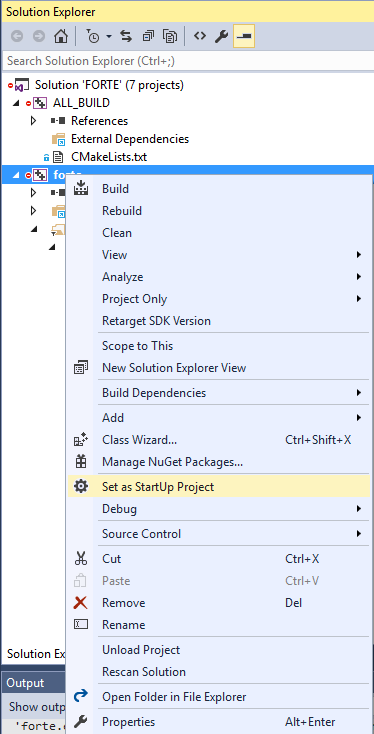 Solution Explorer
Search Solution Explorer (Ctrl+;)
Solution 'FORTE' (7 projects)
ALL_BUILD
References
External Dependencies
CMakeLists.txt
forte
Build
Rebuild
Clean
View
Analyze
Project Only
Retarget SDK Version
Scope to This
New Solution Explorer View
Build Dependencies
Add
Class Wizard... Ctrl+Shift+X
Manage NuGet Packages...
Set as StartUp Project
Debug
Source Control
Cut Ctrl+X
Paste Ctrl+V
Remove Del
Rename
Unload Project
Rescan Solution
Open Folder in File Explorer
Properties Alt+Enter
Solution Ex
Output
Show outp
'forte.